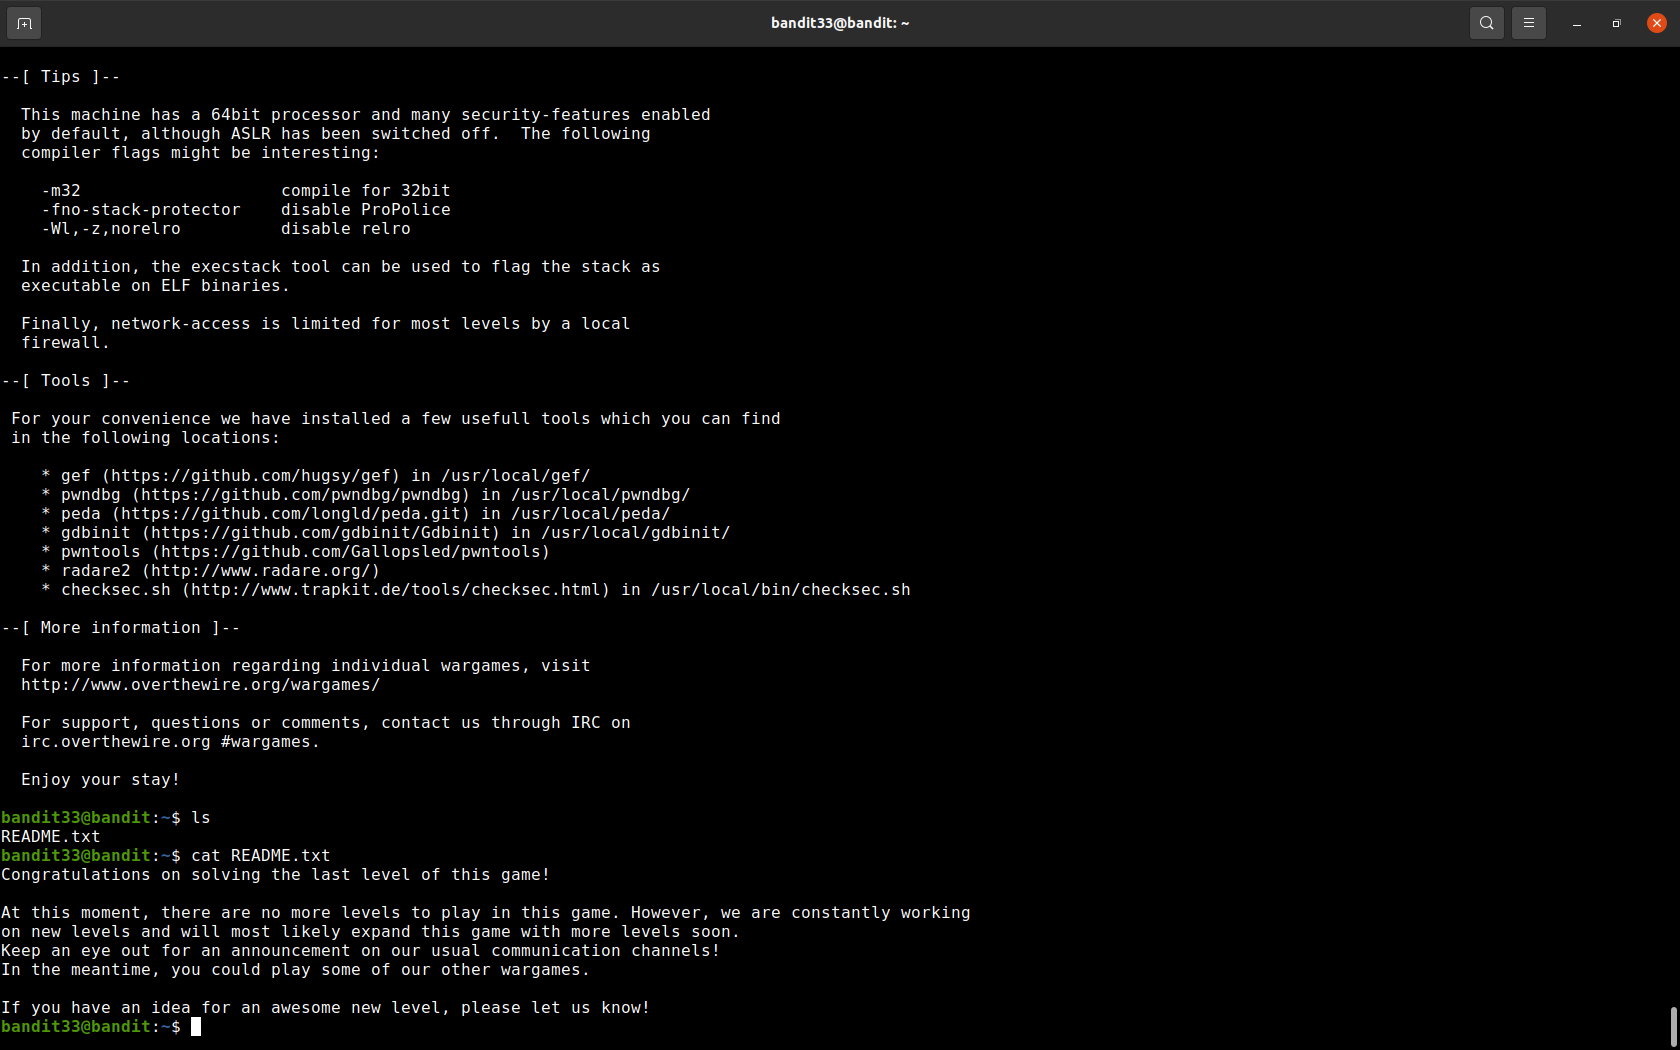 bandit33@bandit: ~
--[ Tips ]--
This machine has a 64bit processor and many security-features enabled
by default, although ASLR has been switched off.  The following
compiler flags might be interesting:
-m32                    compile for 32bit
-fno-stack-protector    disable ProPolice
-Wl,-z,norelro          disable relro
In addition, the execstack tool can be used to flag the stack as
executable on ELF binaries.
Finally, network-access is limited for most levels by a local
firewall.
--[ Tools ]--
For your convenience we have installed a few usefull tools which you can find
in the following locations:
* gef (https://github.com/hugsy/gef) in /usr/local/gef/
* pwndbg (https://github.com/pwndbg/pwndbg) in /usr/local/pwndbg/
* peda (https://github.com/longld/peda.git) in /usr/local/peda/
* gdbinit (https://github.com/gdbinit/Gdbinit) in /usr/local/gdbinit/
* pwntools (https://github.com/Gallopsled/pwntools)
* radare2 (http://www.radare.org/)
* checksec.sh (http://www.trapkit.de/tools/checksec.html) in /usr/local/bin/checksec.sh
--[ More information ]--
For more information regarding individual wargames, visit
http://www.overthewire.org/wargames/
For support, questions or comments, contact us through IRC on
irc.overthewire.org #wargames.
Enjoy your stay!
bandit33@bandit:~$ ls
README.txt
bandit33@bandit:~$ cat README.txt
Congratulations on solving the last level of this game!
At this moment, there are no more levels to play in this game. However, we are constantly working
on new levels and will most likely expand this game with more levels soon.
Keep an eye out for an announcement on our usual communication channels!
In the meantime, you could play some of our other wargames.
If you have an idea for an awesome new level, please let us know!
bandit33@bandit:~$